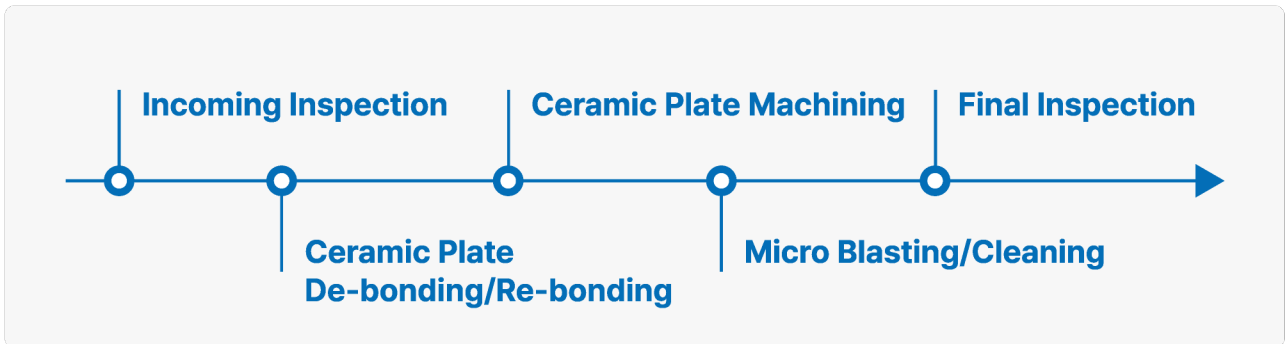 Incoming Inspection
Ceramic Plate
De-bonding/Re-bonding
Ceramic Plate Machining
Micro Blasting/Cleaning
Final Inspection